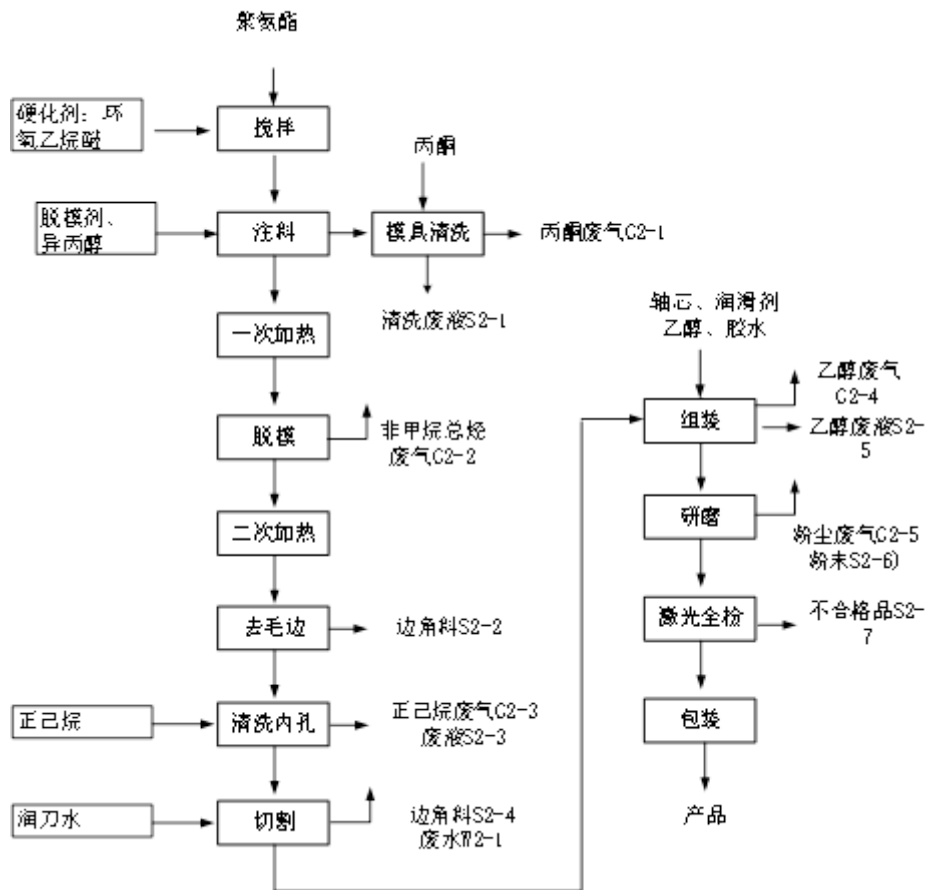 聚氨酯
硬化剂：环
氧乙烷磁
搅拌
丙酮
脱模剂、
异丙醇
注料
模具清洗
丙酮废气G2-1
清洗废液S2-1
一次加热
脱模
非甲烷总烃
废气G2-2
二次加热
去毛边
边角料S2-2
正己烷
清洗内孔
正己烷废气G2-3
废液S2-3
润刀水
切割
边角料S2-4
废水W2-1
轴芯、润滑剂
乙醇、胶水
组装
乙醇废气
G2-4
乙醇废液S2-
5
研磨
粉尘废气G2-5
粉末S2-6)
激光全检
不合格品S2-
7
包装
产品